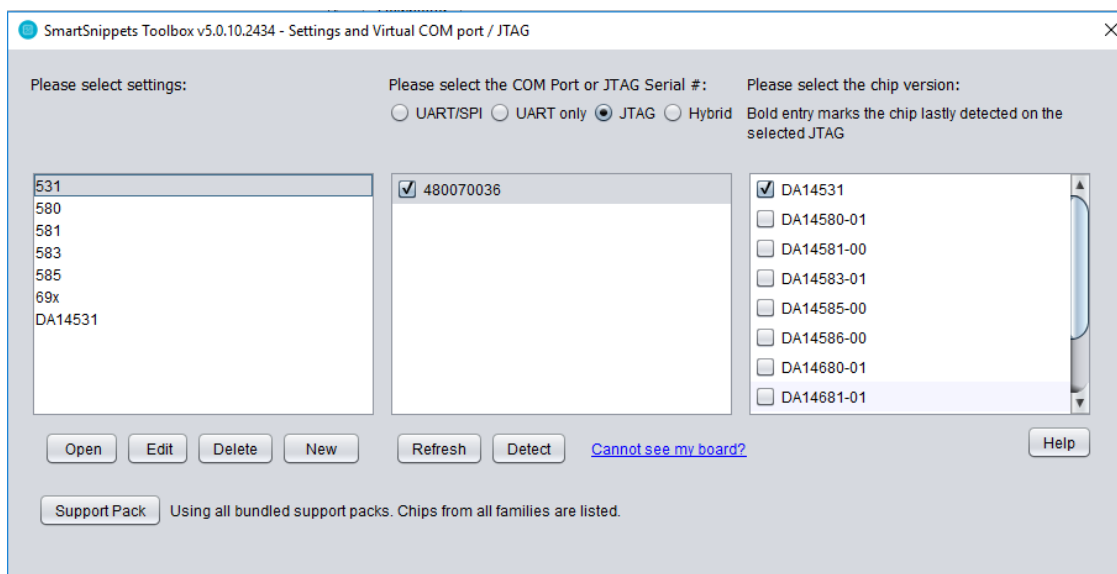 SmartSnippets Toolbox v5.0.10.2434 - Settings and Virtual COM port / JTAG
Please select settings:
Please select the COM Port or JTAG Serial #:
Please select the chip version:
UART/SPI UART only JTAG Hybrid
Bold entry marks the chip lastly detected on the
selected JTAG
531
580
581
583
585
69x
DA14531
480070036
DA14531
DA14580-01
DA14581-00
DA14583-01
DA14585-00
DA14586-00
DA14680-01
DA14681-01
Open Edit Delete New
Refresh Detect Cannot see my board?
Help
Support Pack Using all bundled support packs. Chips from all families are listed.